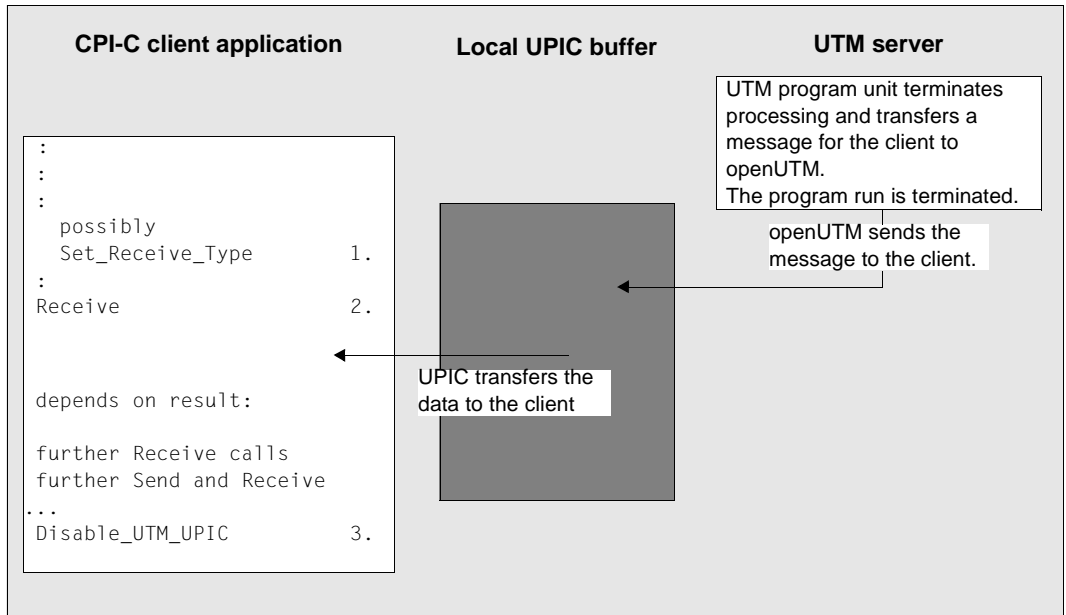 CPI-C client application
Local UPIC buffer
UTM server
UTM program unit terminates
processing and transfers a
message for the client to
openUTM.
The program run is terminated.
openUTM sends the
message to the client.
:
:
:
possibly
Set_Receive_Type 1.
:
Receive 2.
UPIC transfers the
data to the client
depends on result:
further Receive calls
further Send and Receive
...
Disable_UTM_UPIC 3.